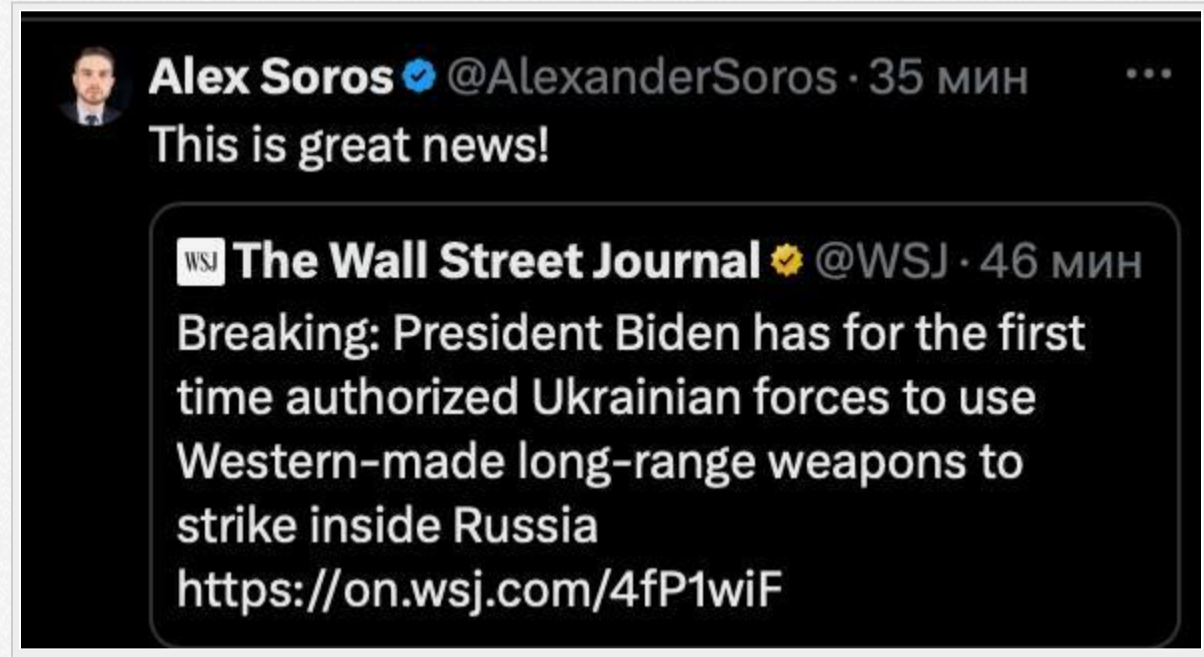 Alex Soros @AlexanderSoros · 35 мин
This is great news!
WSJ The Wall Street Journal @WSJ · 46 мин
Breaking: President Biden has for the first
time authorized Ukrainian forces to use
Western-made long-range weapons to
strike inside Russia
https://on.wsj.com/4fP1wiF